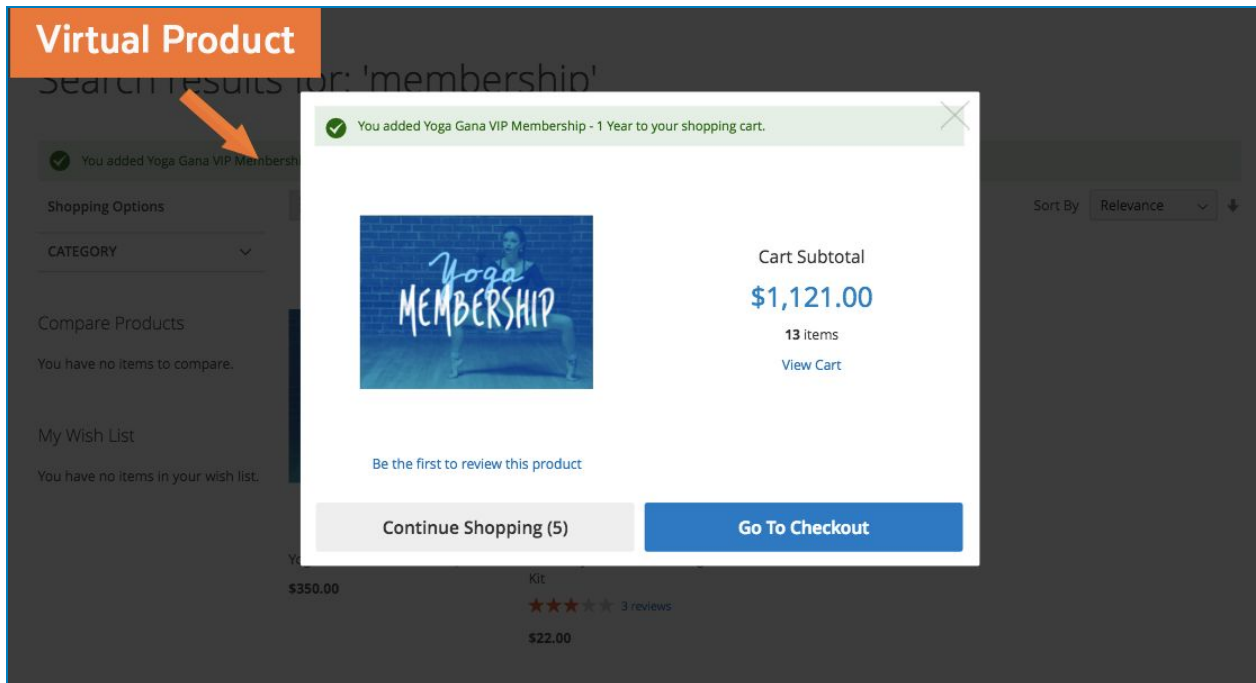 Virtual Product
Search results for: 'membership'
You added Yoga Gana VIP Membership - 1 Year to your shopping cart.
You added Yoga Gana VIP Membersh
Shopping Options
Sort By Relevance
CATEGORY
Yoga
MEMBERSHIP
Cart Subtotal
$1,121.00
13 items
View Cart
Compare Products
You have no items to compare.
My Wish List
You have no items in your wish list.
Be the first to review this product
Continue Shopping (5)
Go To Checkout
$350.00
Kit
3 reviews
$22.00